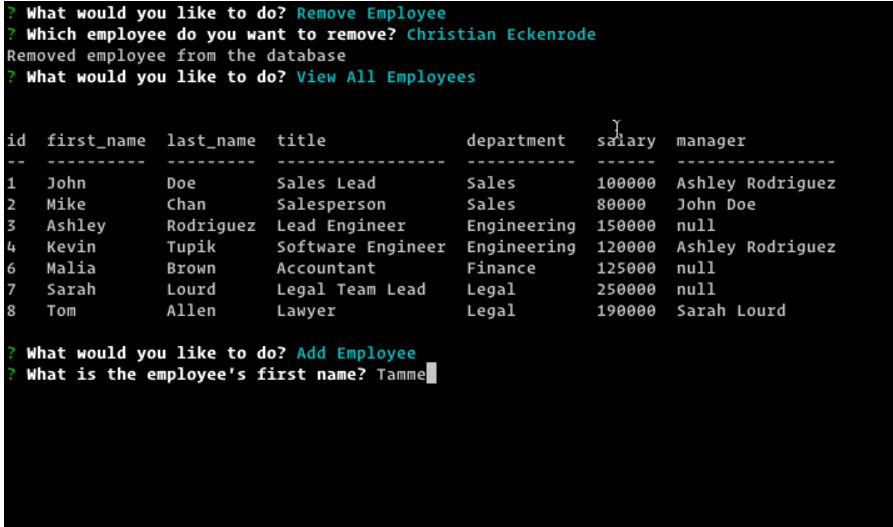 ? What would you like to do? Remove Employee
? Which employee do you want to remove? Christian Eckenrode
Removed employee from the database
? What would you like to do? View All Employees
id  first_name  last_name  title              department   salary  manager
--  ----------  ---------  -----------------  -----------  ------  ----------------
1   John        Doe        Sales Lead         Sales        100000  Ashley Rodriguez
2   Mike        Chan       Salesperson        Sales        80000   John Doe
3   Ashley      Rodriguez  Lead Engineer      Engineering  150000  null
4   Kevin       Tupik      Software Engineer  Engineering  120000  Ashley Rodriguez
6   Malia       Brown      Accountant         Finance      125000  null
7   Sarah       Lourd      Legal Team Lead    Legal        250000  null
8   Tom         Allen      Lawyer             Legal        190000  Sarah Lourd
? What would you like to do? Add Employee
? What is the employee's first name? Tamme